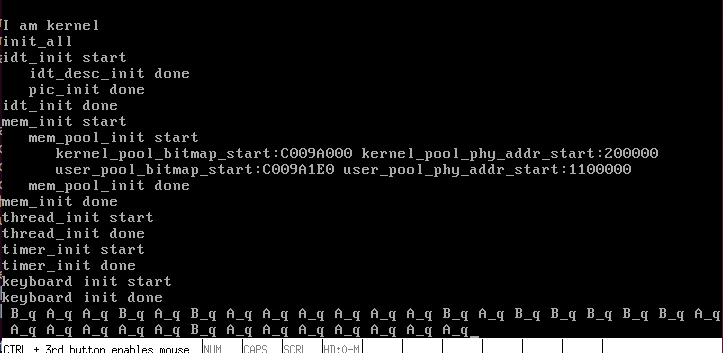 I am kernel
init_all
idt_init start
idt_desc_init done
pic_init done
idt_init done
mem_init start
mem_pool_init start
kernel_pool_bitmap_start:C009A000 kernel_pool_phy_addr_start:200000
user_pool_bitmap_start:C009A1E0 user_pool_phy_addr_start:1100000
mem_pool_init done
mem_init done
thread_init start
thread_init done
timer_init start
timer_init done
keyboard init start
keyboard init done
B_q A_q A_q B_q A_q B_q A_q A_q A_q A_q A_q A_q B_q A_q B_q B_q B_q B_q B_q A_q
A_q A_q A_q A_q A_q B_q A_q A_q A_q A_q A_q A_q A_q_
CTRL + 3rd button enables mouse NUM CAPS SCRL HD:0-M